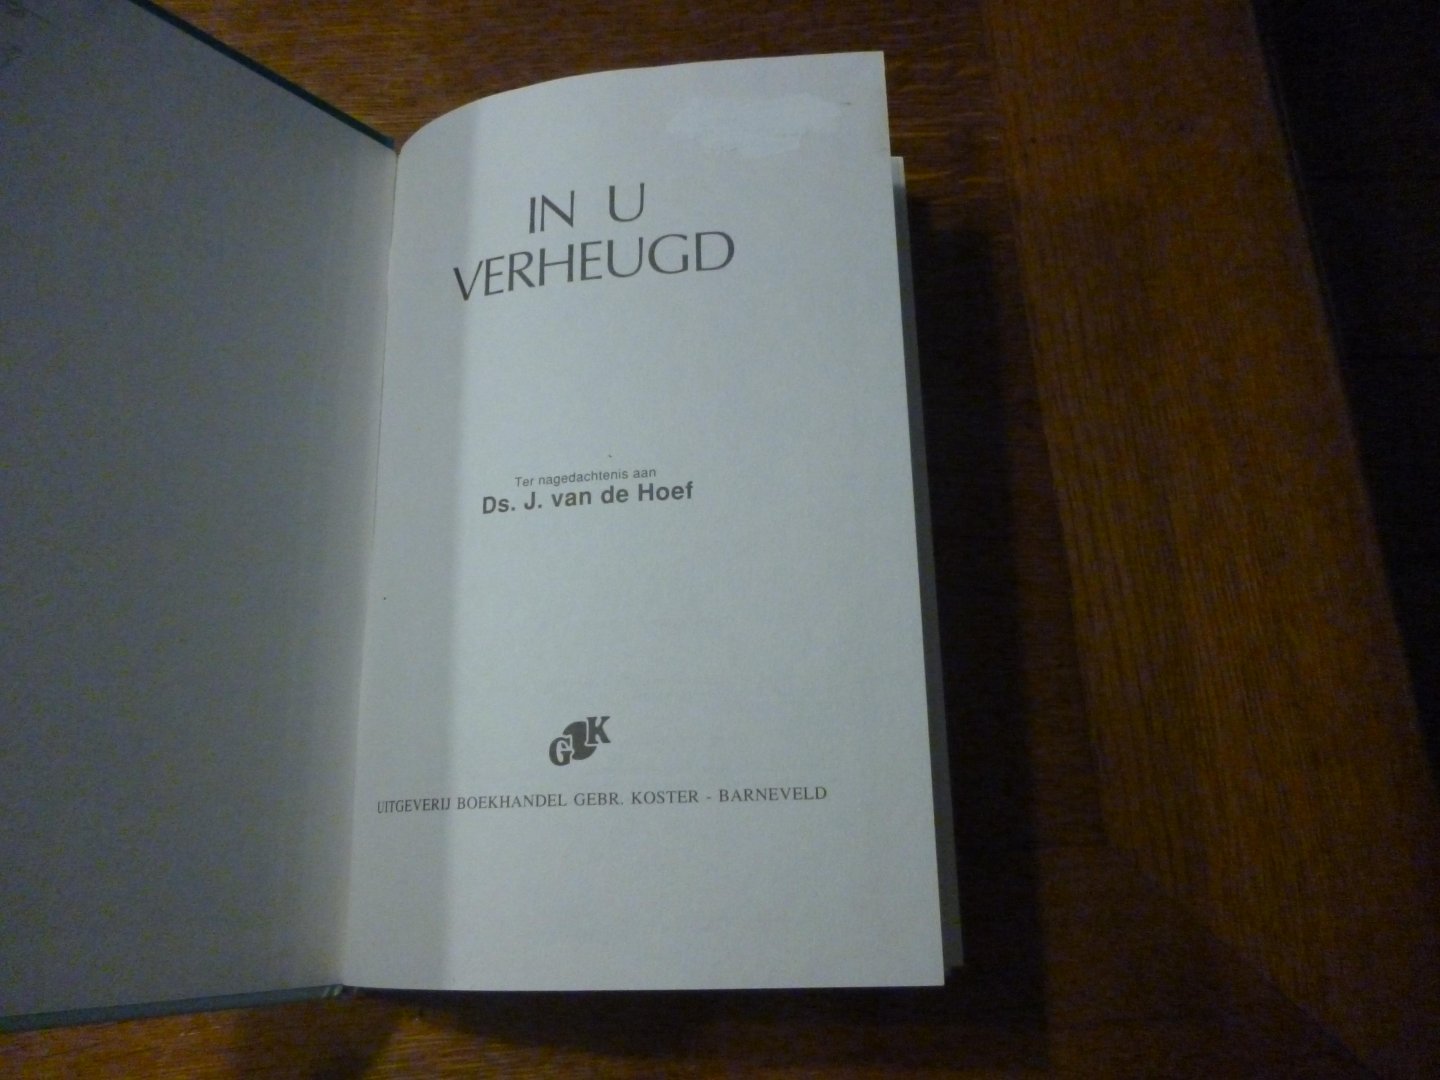 IN U
VERHEUGD
Ter nagedachtenis aan
Ds. J. van de Hoef
GK
UITGEVERIJ BOEKHANDEL GEBR. KOSTER - BARNEVELD